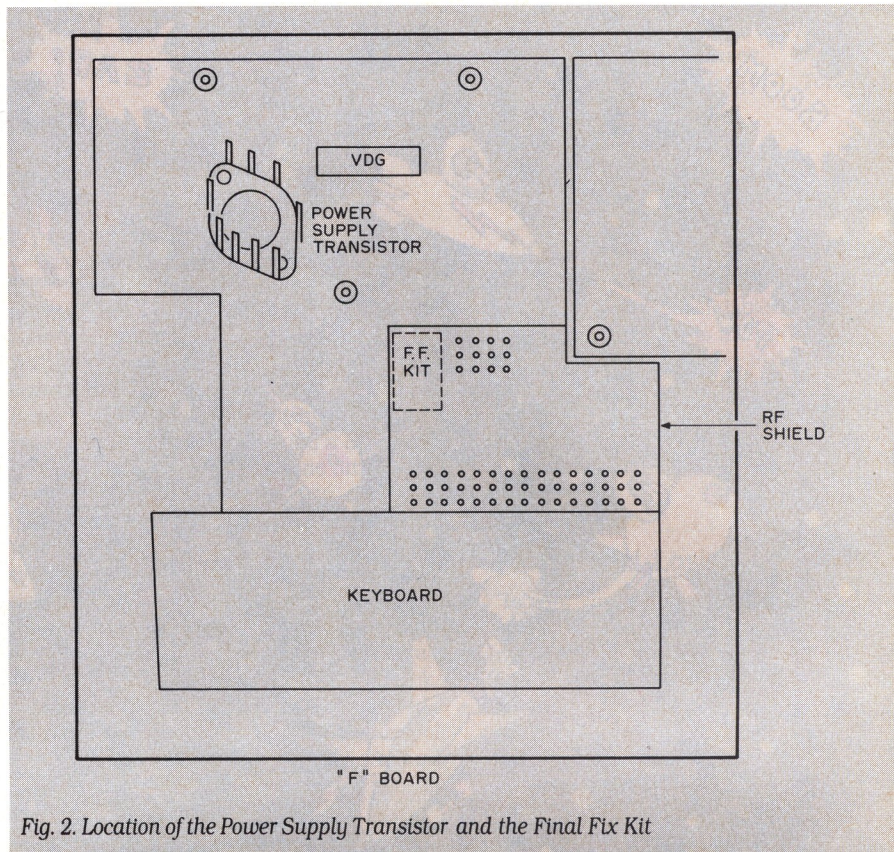 VDG
POWER
SUPPLY
TRANSISTOR
F.F.
KIT
RF
SHIELD
KEYBOARD
"F" BOARD
Fig. 2. Location of the Power Supply Transistor and the Final Fix Kit